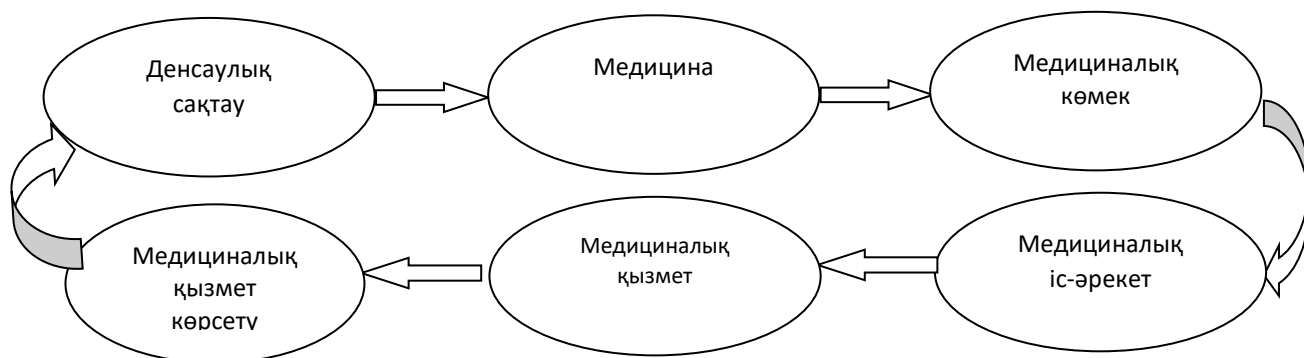 Денсаулық
сақтау
Медицина
Медициналық
көмек
Медициналық
қызмет
көрсету
Медициналық
қызмет
Медициналық
іс-әрекет